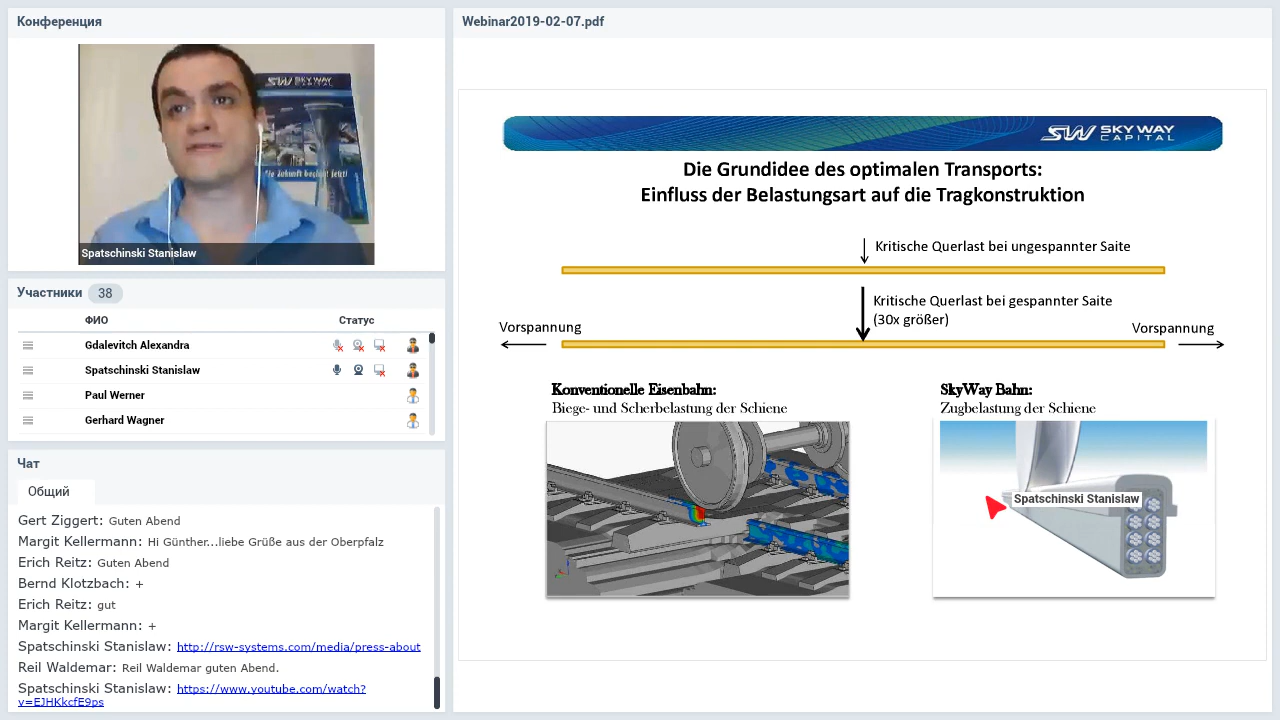 Конференция
SW SKYWAY
CAPITAL
Spatschinski Stanislaw
Участники 38
ФИО Статус
Gdalevitch Alexandra
Spatschinski Stanislaw
Paul Werner
Gerhard Wagner
Чат
Общий
Gert Ziggert: Guten Abend
Margit Kellermann: Hi Günther...liebe Grüße aus der Oberpfalz
Erich Reitz: Guten Abend
Bernd Klotzbach: +
Erich Reitz: gut
Margit Kellermann: +
Spatschinski Stanislaw: http://rsw-systems.com/media/press-about
Reil Waldemar: Reil Waldemar guten Abend.
Spatschinski Stanislaw: https://www.youtube.com/watch?
v=EJHKkcfE9ps
Webinar2019-02-07.pdf
SW SKYWAY
CAPITAL
Die Grundidee des optimalen Transports:
Einfluss der Belastungsart auf die Tragkonstruktion
Kritische Querlast bei ungespannter Saite
Kritische Querlast bei gespannter Saite
(30x größer)
Vorspannung
Vorspannung
Konventionelle Eisenbahn:
Biege- und Scherbelastung der Schiene
SkyWay Bahn:
Zugbelastung der Schiene
Spatschinski Stanislaw